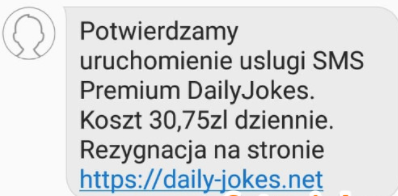 Potwierdzamy
uruchomienie uslugi SMS
Premium DailyJokes.
Koszt 30,75zl dziennie.
Rezygnacja na stronie
https://daily-jokes.net